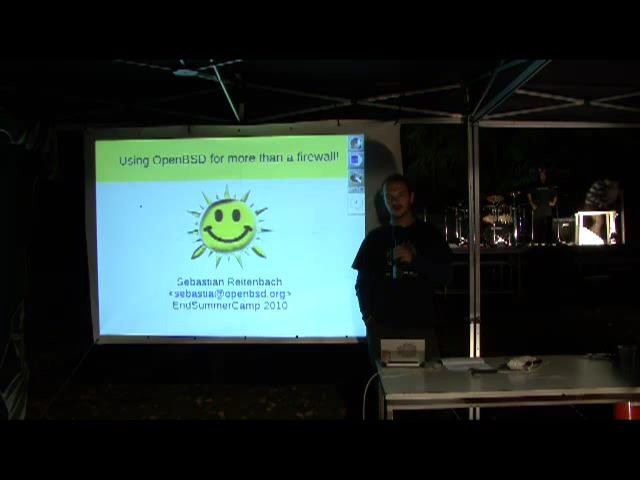 Using OpenBSD for more than a firewall!
Sebastian Reitenbach
<sebastia@openbsd.org>
EndSummerCamp 2010